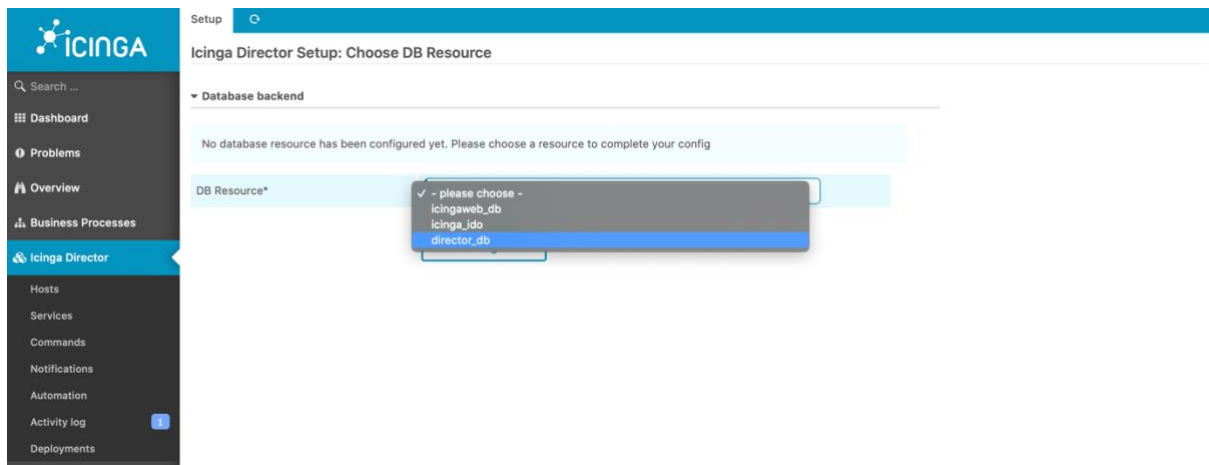 ICINGA
Search ...
Dashboard
Problems
Overview
Business Processes
Icinga Director
Hosts
Services
Commands
Notifications
Automation
Activity log 1
Deployments
Setup
Icinga Director Setup: Choose DB Resource
Database backend
No database resource has been configured yet. Please choose a resource to complete your config
DB Resource*
- please choose -
icingaweb_db
icinga_ido
director_db